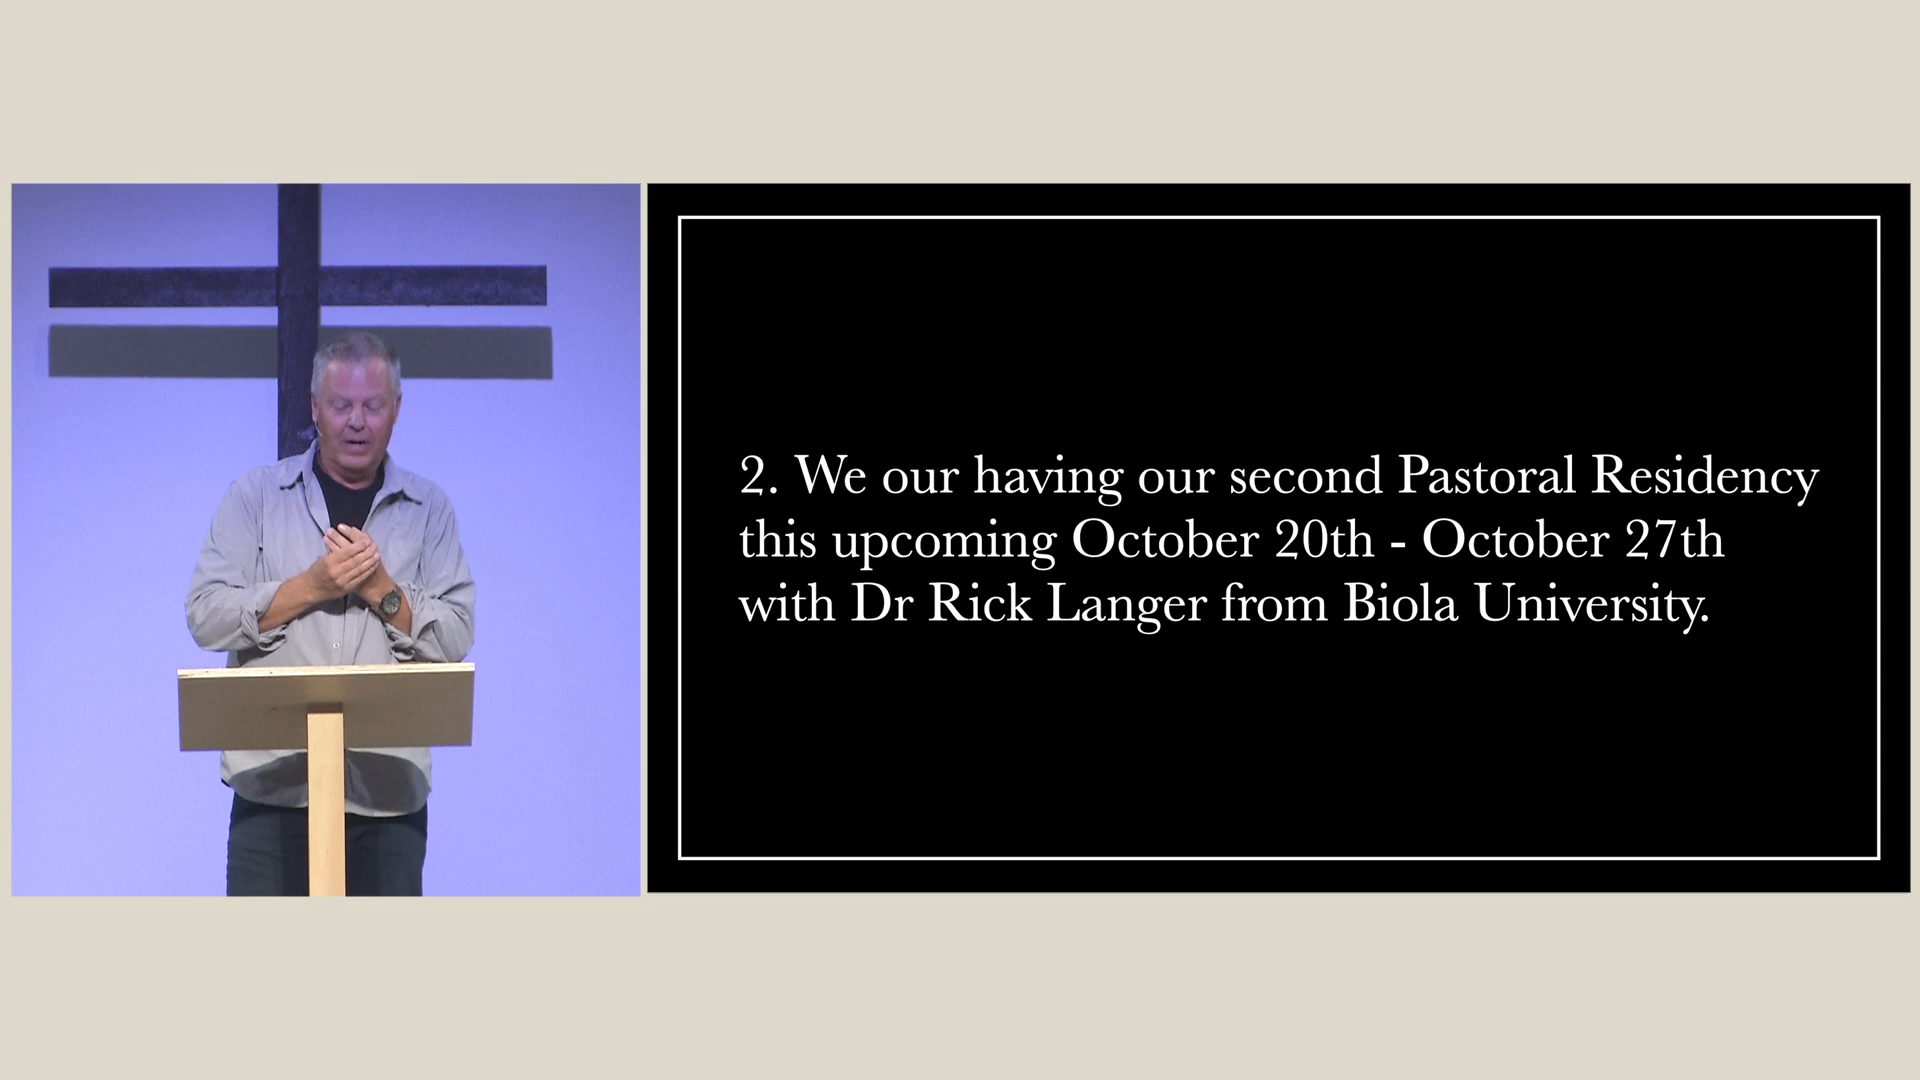 2. We our having our second Pastoral Residency
this upcoming October 20th - October 27th
with Dr Rick Langer from Biola University.